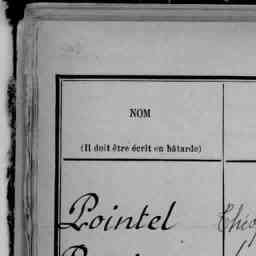 NOM
(Il doit être écrit en bâtarde)
Pointel